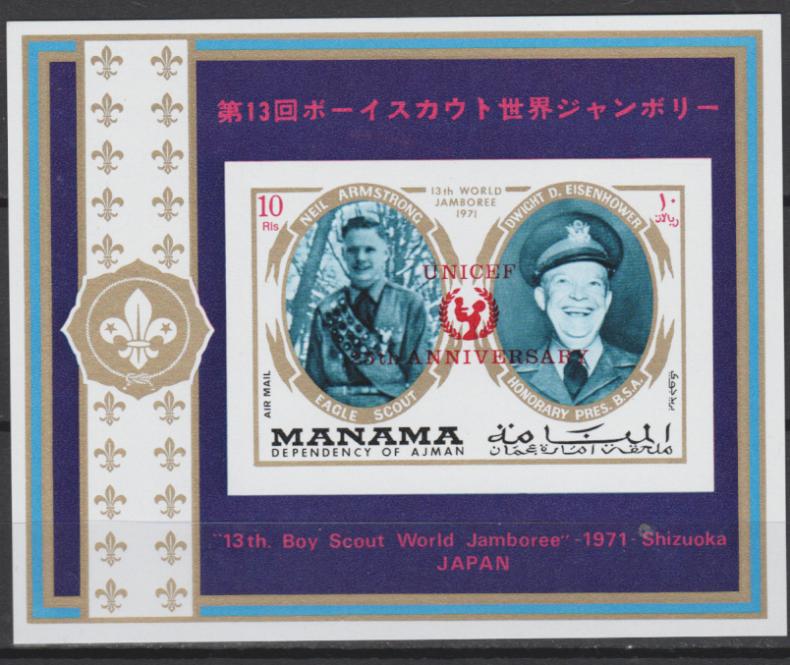 第13回ボーイスカウト世界ジャンボリー
10
Rls
NEIL ARMSTRONG
EAGLE SCOUT
13th WORLD
JAMBOREE
1971
DWIGHT D. EISENHOWER
HONORARY PRES. B.S.A.
١٠
ريالات
UNICEF
5th ANNIVERSARY
AIR MAIL
MANAMA
DEPENDENCY OF AJMAN
المنامة
ملحقة امارة عجمان
"13th. Boy Scout World Jamboree"-1971- Shizuoka
JAPAN